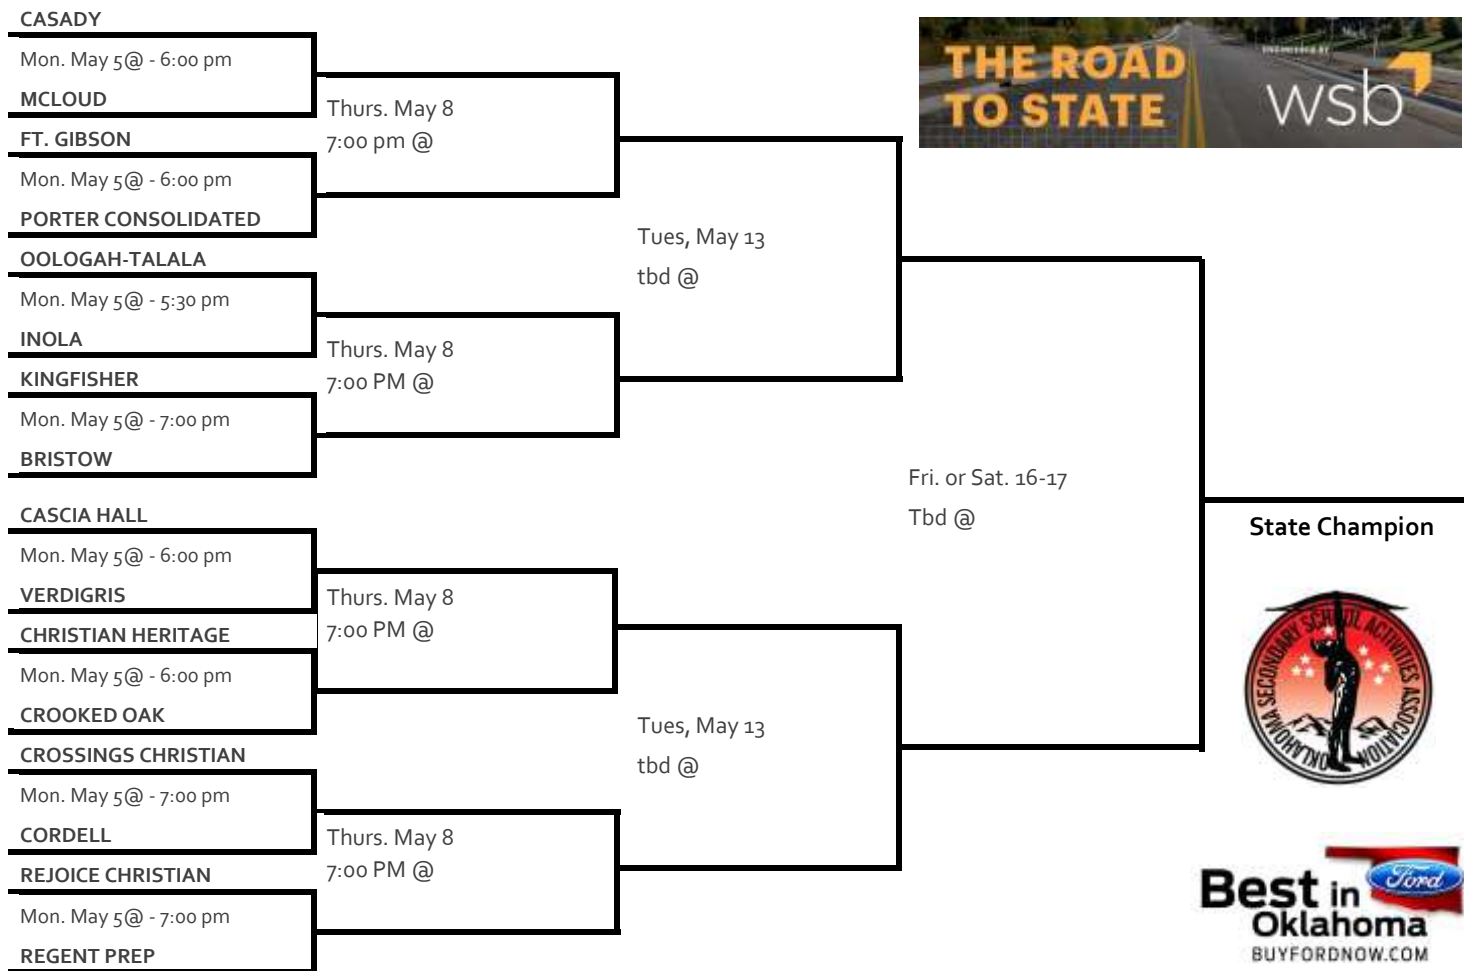 CASADY
Mon. May 5@ - 6:00 pm
MCLOUD
FT. GIBSON
Mon. May 5@ - 6:00 pm
PORTER CONSOLIDATED
OOLOGAH-TALALA
Mon. May 5@ - 5:30 pm
INOLA
KINGFISHER
Mon. May 5@ - 7:00 pm
BRISTOW
CASCIA HALL
Mon. May 5@ - 6:00 pm
VERDIGRIS
CHRISTIAN HERITAGE
Mon. May 5@ - 6:00 pm
CROOKED OAK
CROSSINGS CHRISTIAN
Mon. May 5@ - 7:00 pm
CORDELL
REJOICE CHRISTIAN
Mon. May 5@ - 7:00 pm
REGENT PREP
Thurs. May 8
7:00 pm @
Thurs. May 8
7:00 PM @
Thurs. May 8
7:00 PM @
Thurs. May 8
7:00 PM @
Tues, May 13
tbd @
Tues, May 13
tbd @
Fri. or Sat. 16-17
Tbd @
THE ROAD
TO STATE
wsb
State Champion
OKLAHOMA SECONDARY SCHOOL ACTIVITIES ASSOCIATION
Ford
Best in
Oklahoma
BUYFORDNOW.COM